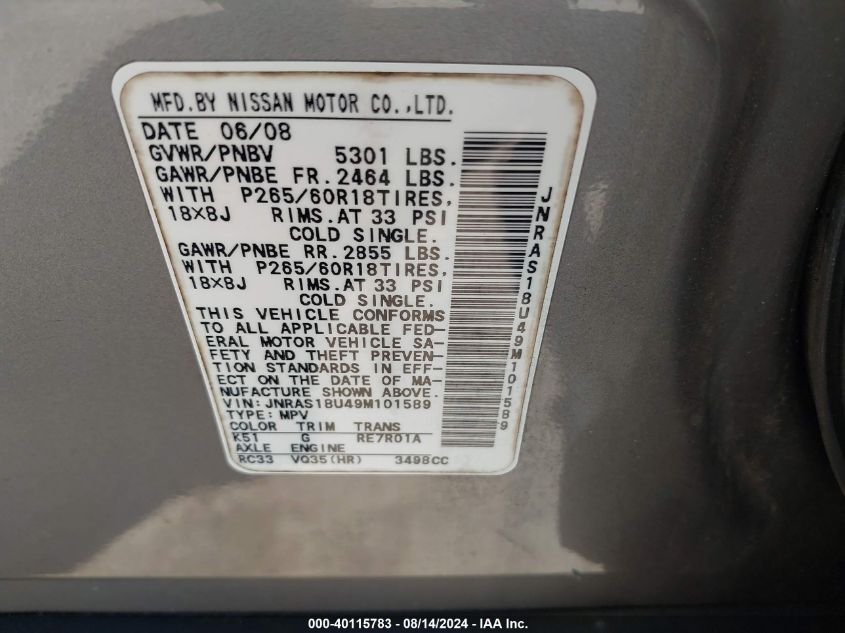 MFD.BY NISSAN MOTOR CO.,LTD.
DATE 06/08
GVWR/PNBV 5301 LBS.
GAWR/PNBE FR.2464 LBS.
WITH P265/60R18TIRES,
18X8J RIMS.AT 33 PSI
COLD SINGLE.
GAWR/PNBE RR.2855 LBS.
WITH P265/60R18TIRES,
18X8J RIMS.AT 33 PSI
COLD SINGLE.
THIS VEHICLE CONFORMS
TO ALL APPLICABLE FED-
ERAL MOTOR VEHICLE SA-
FETY AND THEFT PREVEN-
TION STANDARDS IN EFF-
ECT ON THE DATE OF MA-
NUFACTURE SHOWN ABOVE.
VIN:JNRAS18U49M101589
TYPE:MPV
COLOR TRIM TRANS
K51 G RE7R01A
AXLE ENGINE
RC33 VQ35(HR) 3498CC
JNRAS18U49M101589
000-40115783 - 08/14/2024 - IAA Inc.